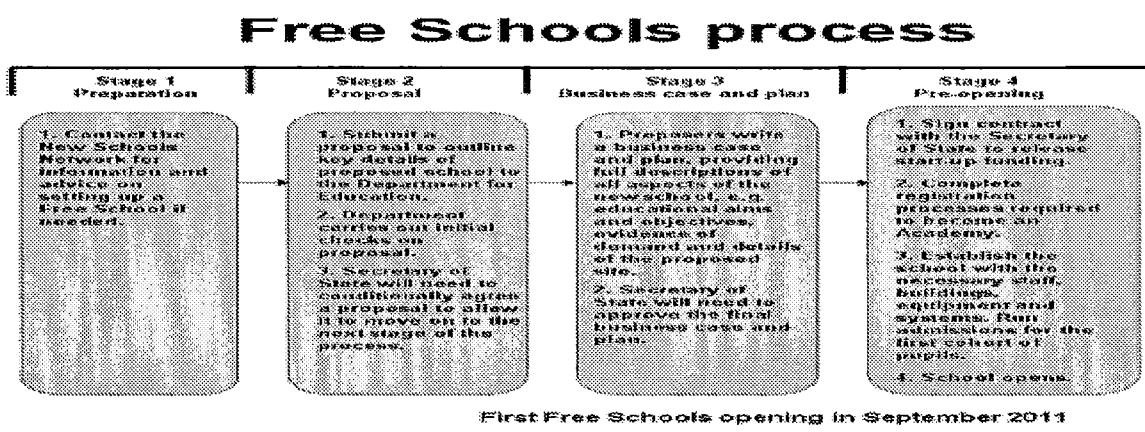 Free Schools process
Stage 1
Preparation
Stage 2
Proposal
Stage 3
Business case and plan
Stage 4
Pre-opening
1. Contact the
New Schools
Network for
information and
advice on
setting up a
Free School if
needed.
1. Submit a
proposal to outline
key details of
proposed school to
the Department for
Education.
2. Department
carries out initial
checks on
proposal.
3. Secretary of
State will need to
conditionally agree
a proposal to allow
it to move on to the
next stage of the
process.
1. Proposers write
a business case
and plan, providing
full descriptions of
all aspects of the
new school, e.g.
educational aims
and objectives,
evidence of
demand and details
of the proposed
site.
2. Secretary of
State will need to
approve the final
business case and
plan.
1. Sign contract
with the Secretary
of State to release
start-up funding.
2. Complete
registration
processes required
to become an
Academy.
3. Establish the
school with the
necessary staff,
buildings,
equipment and
systems. Run
admissions for the
first cohort of
pupils.
4. School opens.
First Free Schools opening in September 2011